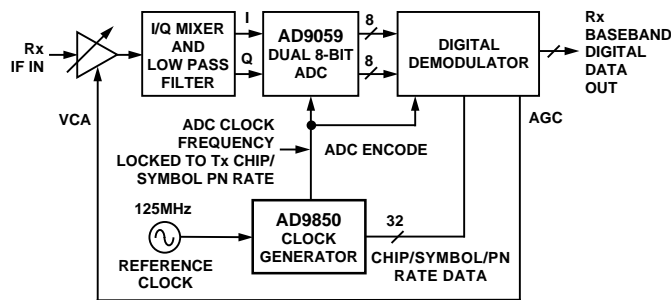 Rx
IF IN
VCA
I/Q MIXER
AND
LOW PASS
FILTER
I
Q
AD9059
DUAL 8-BIT
ADC
8
8
DIGITAL
DEMODULATOR
Rx
BASEBAND
DIGITAL
DATA
OUT
AGC
ADC CLOCK
FREQUENCY
LOCKED TO Tx CHIP/
SYMBOL PN RATE
ADC ENCODE
125MHz
REFERENCE
CLOCK
AD9850
CLOCK
GENERATOR
32
CHIP/SYMBOL/PN
RATE DATA